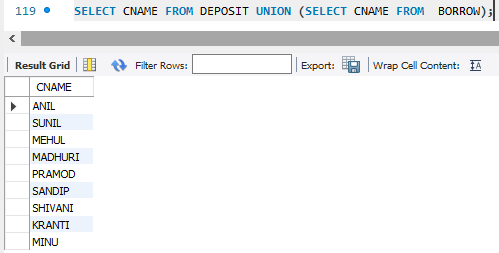 119 SELECT CNAME FROM DEPOSIT UNION (SELECT CNAME FROM  BORROW);
Result Grid Filter Rows: Export: Wrap Cell Content:
CNAME
ANIL
SUNIL
MEHUL
MADHURI
PRAMOD
SANDIP
SHIVANI
KRANTI
MINU